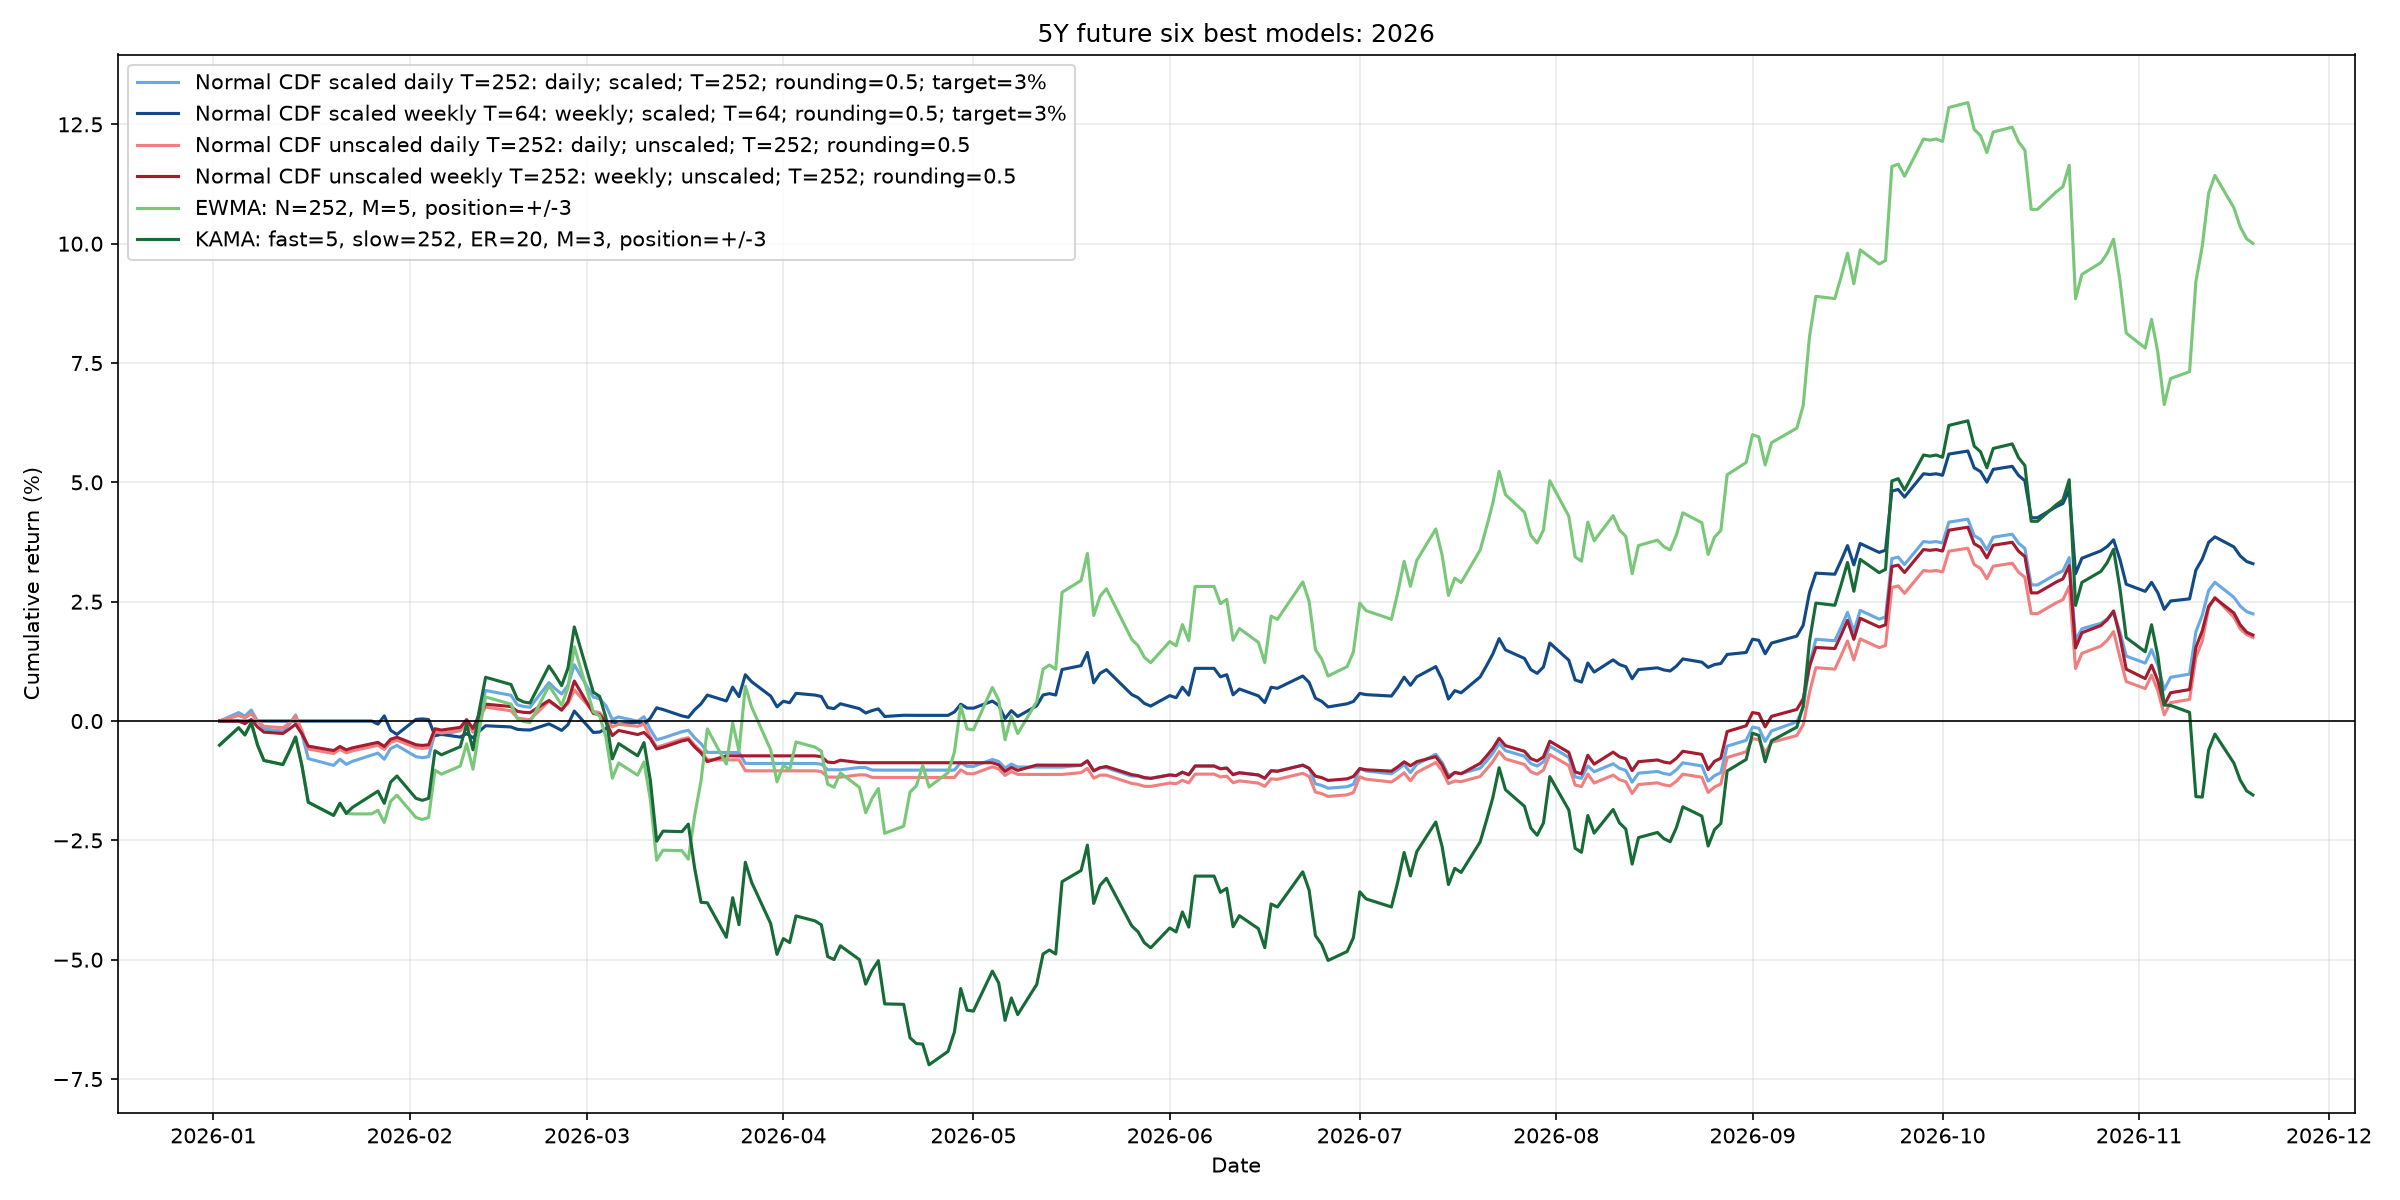 5Y future six best models: 2026
Normal CDF scaled daily T=252: daily; scaled; T=252; rounding=0.5; target=3%
Normal CDF scaled weekly T=64: weekly; scaled; T=64; rounding=0.5; target=3%
Normal CDF unscaled daily T=252: daily; unscaled; T=252; rounding=0.5
Normal CDF unscaled weekly T=252: weekly; unscaled; T=252; rounding=0.5
EWMA: N=252, M=5, position=+/-3
KAMA: fast=5, slow=252, ER=20, M=3, position=+/-3
Cumulative return (%)
12.5
10.0
7.5
5.0
2.5
0.0
−2.5
−5.0
−7.5
2026-01 2026-02 2026-03 2026-04 2026-05 2026-06 2026-07 2026-08 2026-09 2026-10 2026-11 2026-12
Date